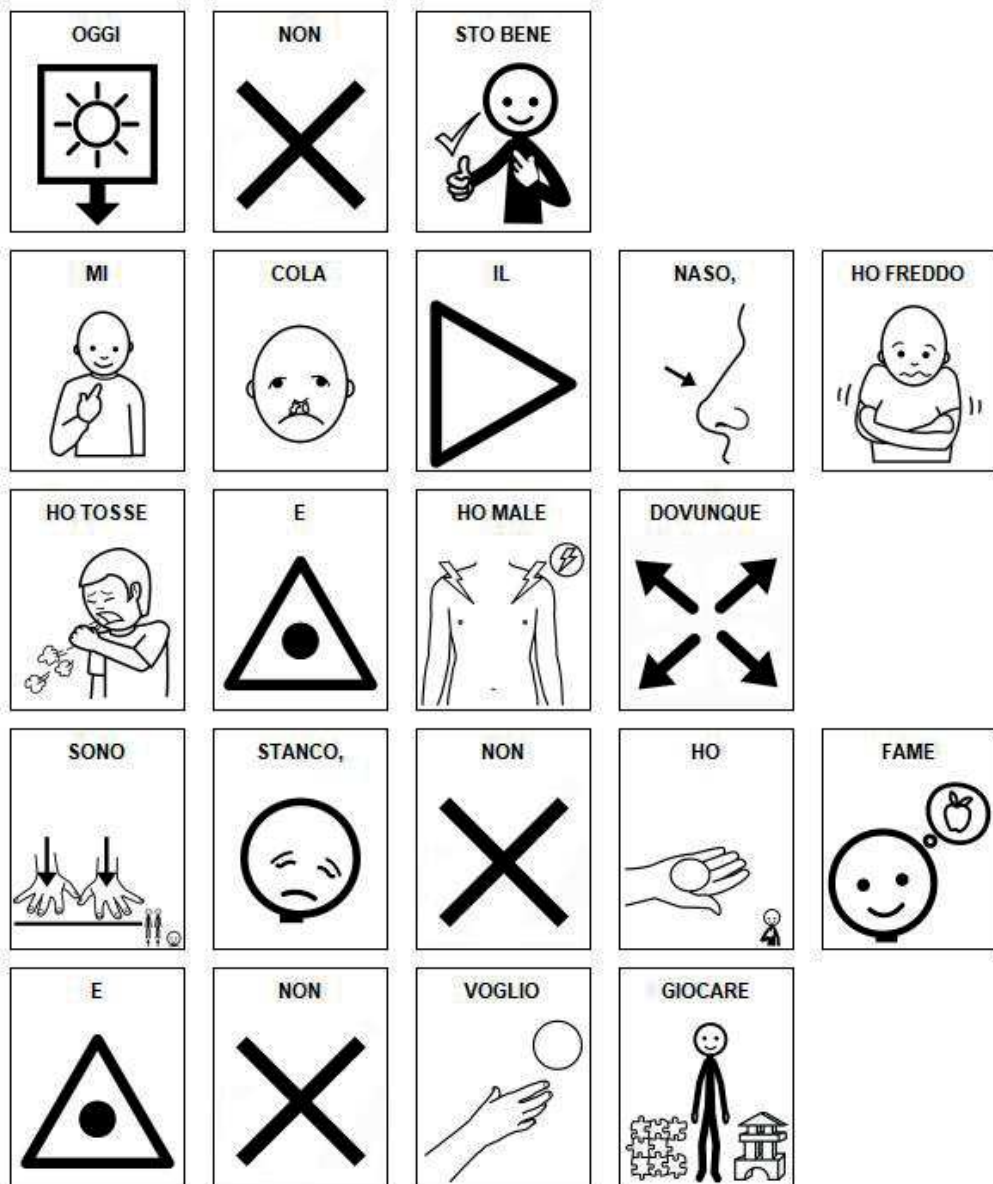 OGGI NON STO BENE
MI COLA IL NASO, HO FREDDO
HO TOSSE E HO MALE DOVUNQUE
SONO STANCO, NON HO FAME
E NON VOGLIO GIOCARE